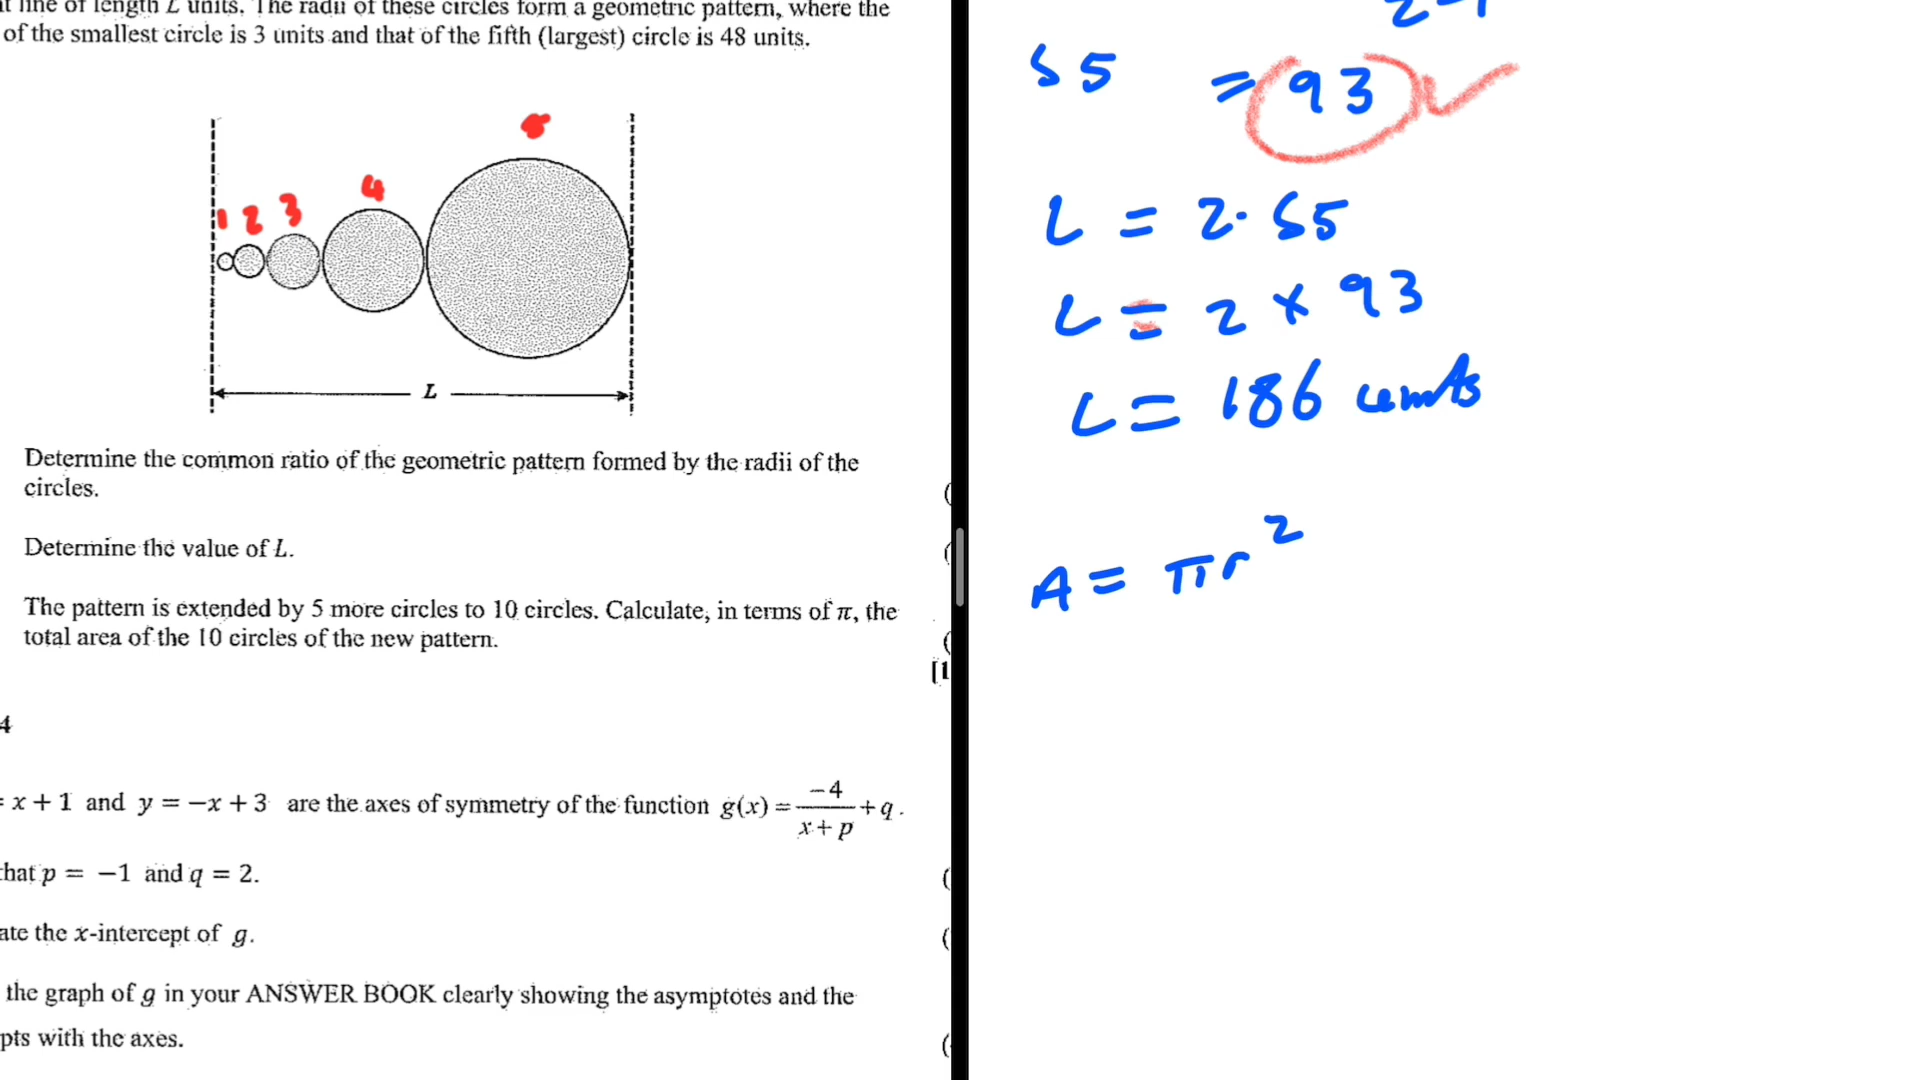 line of length L units. The radii of these circles form a geometric pattern, where the
of the smallest circle is 3 units and that of the fifth (largest) circle is 48 units.
1 2 3 4 5
L
Determine the common ratio of the geometric pattern formed by the radii of the
circles.
(
Determine the value of L.
(
The pattern is extended by 5 more circles to 10 circles. Calculate, in terms of π, the
total area of the 10 circles of the new pattern.
(
[1
4
= x + 1 and y = −x + 3 are the axes of symmetry of the function g(x) = −4/(x + p) + q.
hat p = −1 and q = 2.
(
ate the x-intercept of g.
(
the graph of g in your ANSWER BOOK clearly showing the asymptotes and the
pts with the axes.
(
2-1
S5 = 93
L = 2·S5
L = 2 × 93
L = 186 units
A = πr²